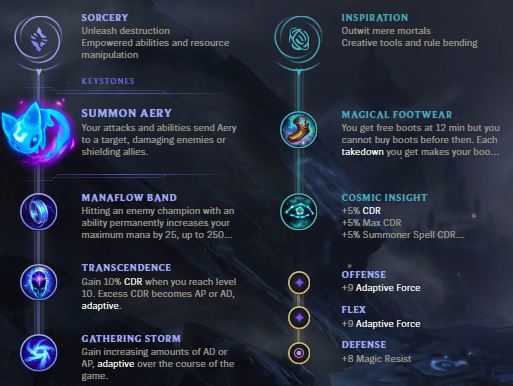 SORCERY
Unleash destruction
Empowered abilities and resource
manipulation
KEYSTONES
SUMMON AERY
Your attacks and abilities send Aery
to a target, damaging enemies or
shielding allies.
MANAFLOW BAND
Hitting an enemy champion with an
ability permanently increases your
maximum mana by 25, up to 250...
TRANSCENDENCE
Gain 10% CDR when you reach level
10. Excess CDR becomes AP or AD,
adaptive.
GATHERING STORM
Gain increasing amounts of AD or
AP, adaptive over the course of the
game.
INSPIRATION
Outwit mere mortals
Creative tools and rule bending
MAGICAL FOOTWEAR
You get free boots at 12 min but you
cannot buy boots before then. Each
takedown you get makes your boo...
COSMIC INSIGHT
+5% CDR
+5% Max CDR
+5% Summoner Spell CDR...
OFFENSE
+9 Adaptive Force
FLEX
+9 Adaptive Force
DEFENSE
+8 Magic Resist